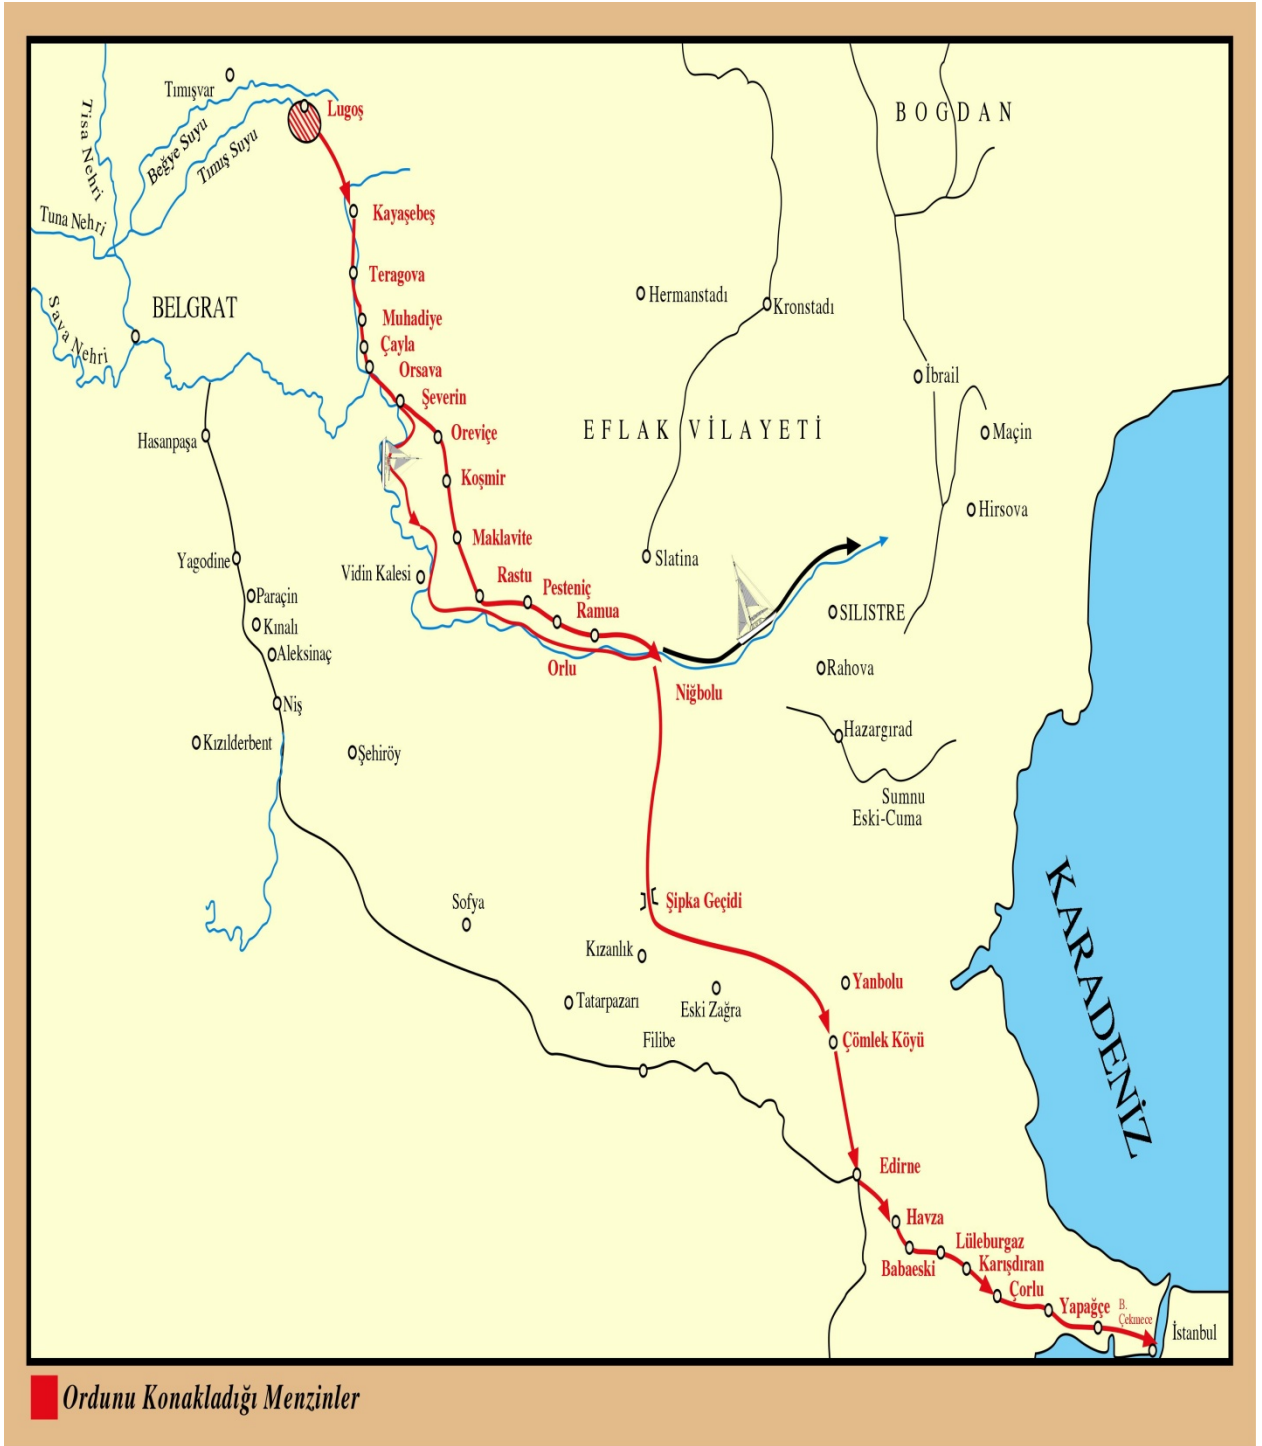 Tımışvar
Lugoş
BOGDAN
Tisa Nehri
Beğye Suyu
Tımış Suyu
Tuna Nehri
Kayaşebeş
Teragova
Hermanstadı
Kronstadı
BELGRAT
Sava Nehri
Muhadiye
Çayla
Orsava
Şeverin
İbrail
EFLAK VİLAYETİ
Oreviçe
Maçin
Hasanpaşa
Koşmir
Hirsova
Maklavite
Yagodine
Vidin Kalesi
Slatina
Rastu
Pesteniç
Ramua
Paraçin
SILISTRE
Kınalı
Aleksinaç
Orlu
Rahova
Niğbolu
Niş
Kızılderbent
Şehiröy
Hazargırad
Sumnu
Eski-Cuma
KARADENİZ
Sofya
Şipka Geçidi
Kızanlık
Yanbolu
Tatarpazarı
Eski Zağra
Filibe
Çömlek Köyü
Edirne
Havza
Lüleburgaz
Babaeski
Karışdıran
Çorlu
Yapağçe
B.
Çekmece
İstanbul
Ordunu Konakladığı Menzinler